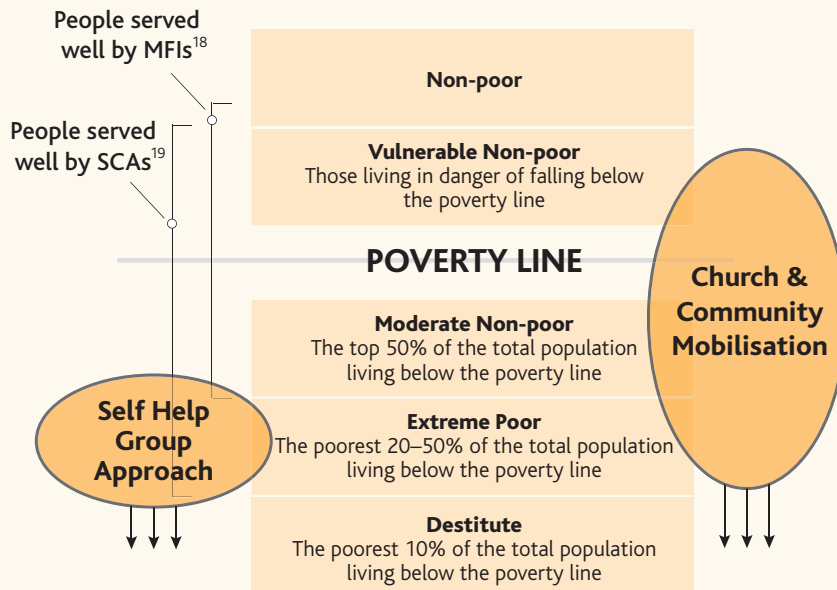 People served
well by MFIs18
People served
well by SCAs19
Non-poor
Vulnerable Non-poor
Those living in danger of falling below
the poverty line
POVERTY LINE
Moderate Non-poor
The top 50% of the total population
living below the poverty line
Extreme Poor
The poorest 20–50% of the total population
living below the poverty line
Destitute
The poorest 10% of the total population
living below the poverty line
Self Help
Group
Approach
Church &
Community
Mobilisation